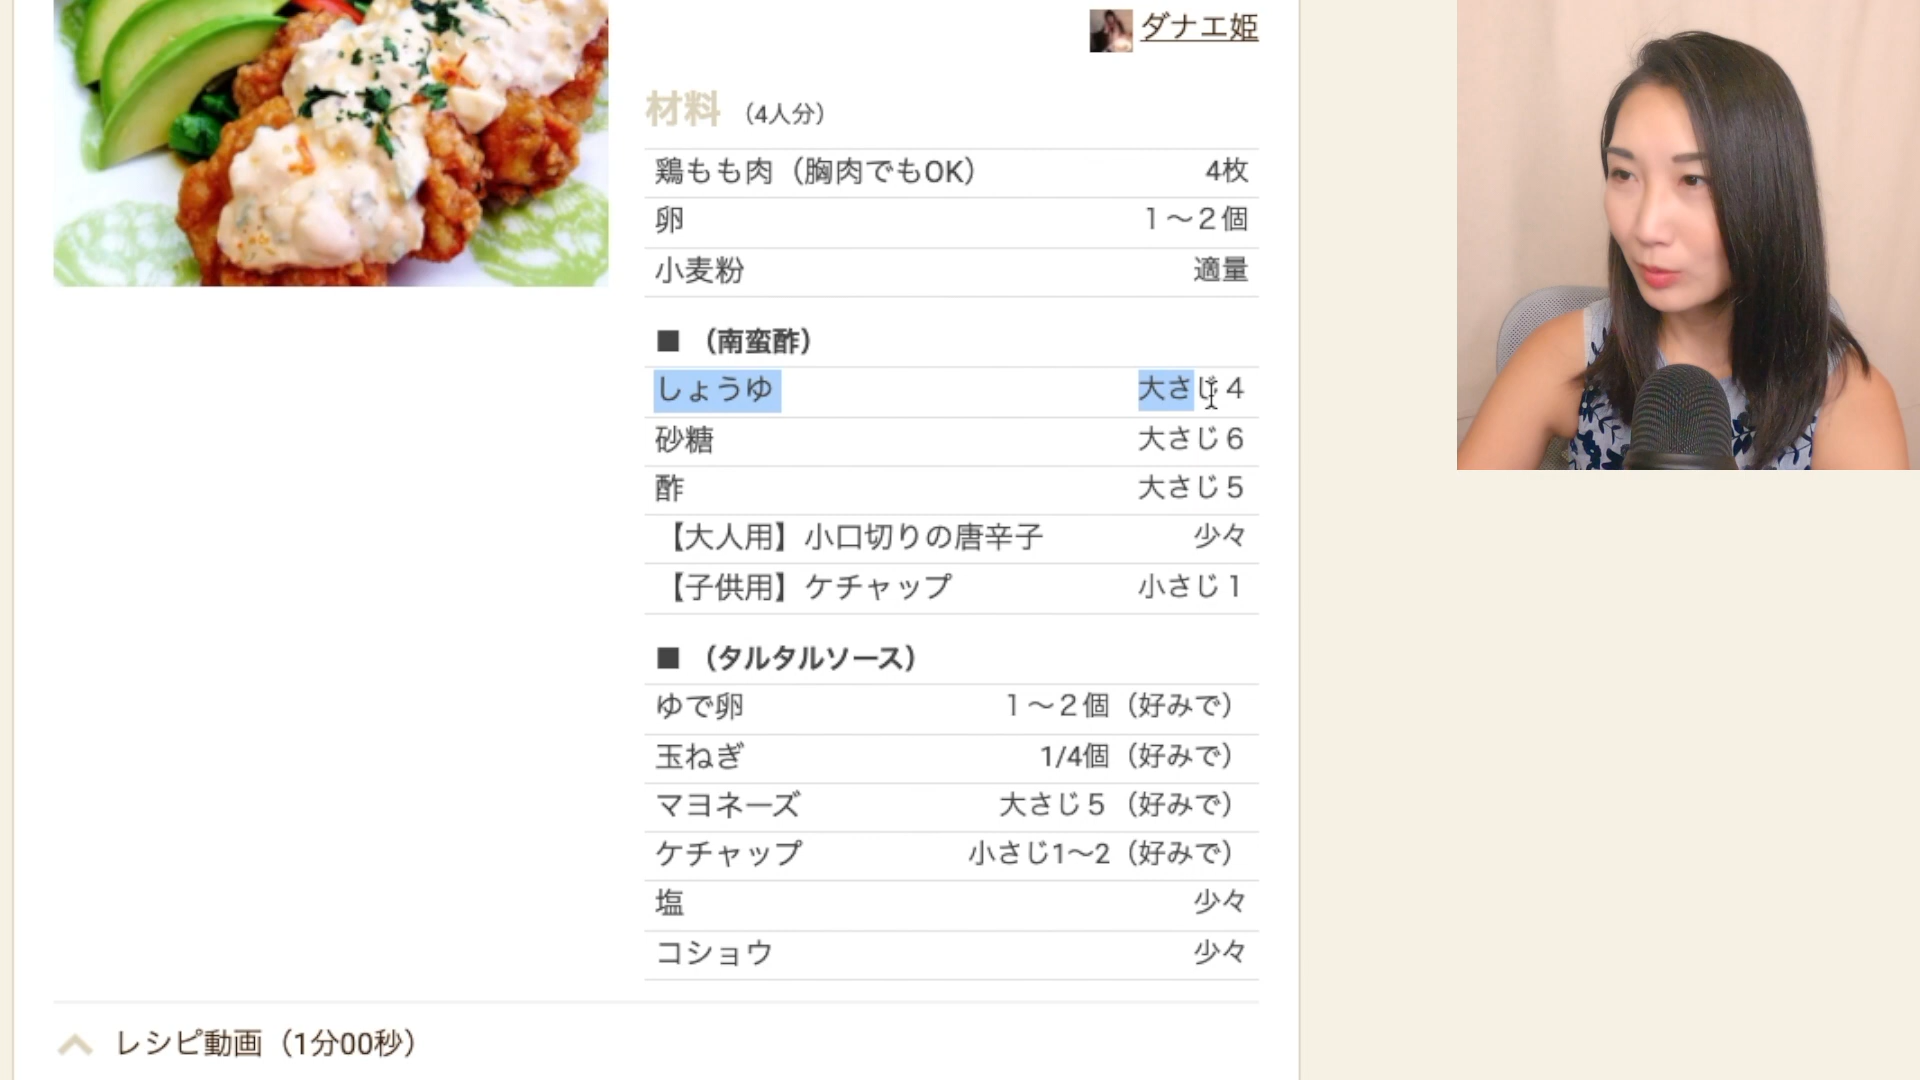 ダナエ姫
材料 （4人分）
鶏もも肉（胸肉でもOK） 4枚
卵 1〜2個
小麦粉 適量
■ （南蛮酢）
しょうゆ 大さじ4
砂糖 大さじ6
酢 大さじ5
【大人用】小口切りの唐辛子 少々
【子供用】ケチャップ 小さじ1
■ （タルタルソース）
ゆで卵 1〜2個（好みで）
玉ねぎ 1/4個（好みで）
マヨネーズ 大さじ5（好みで）
ケチャップ 小さじ1〜2（好みで）
塩 少々
コショウ 少々
レシピ動画（1分00秒）